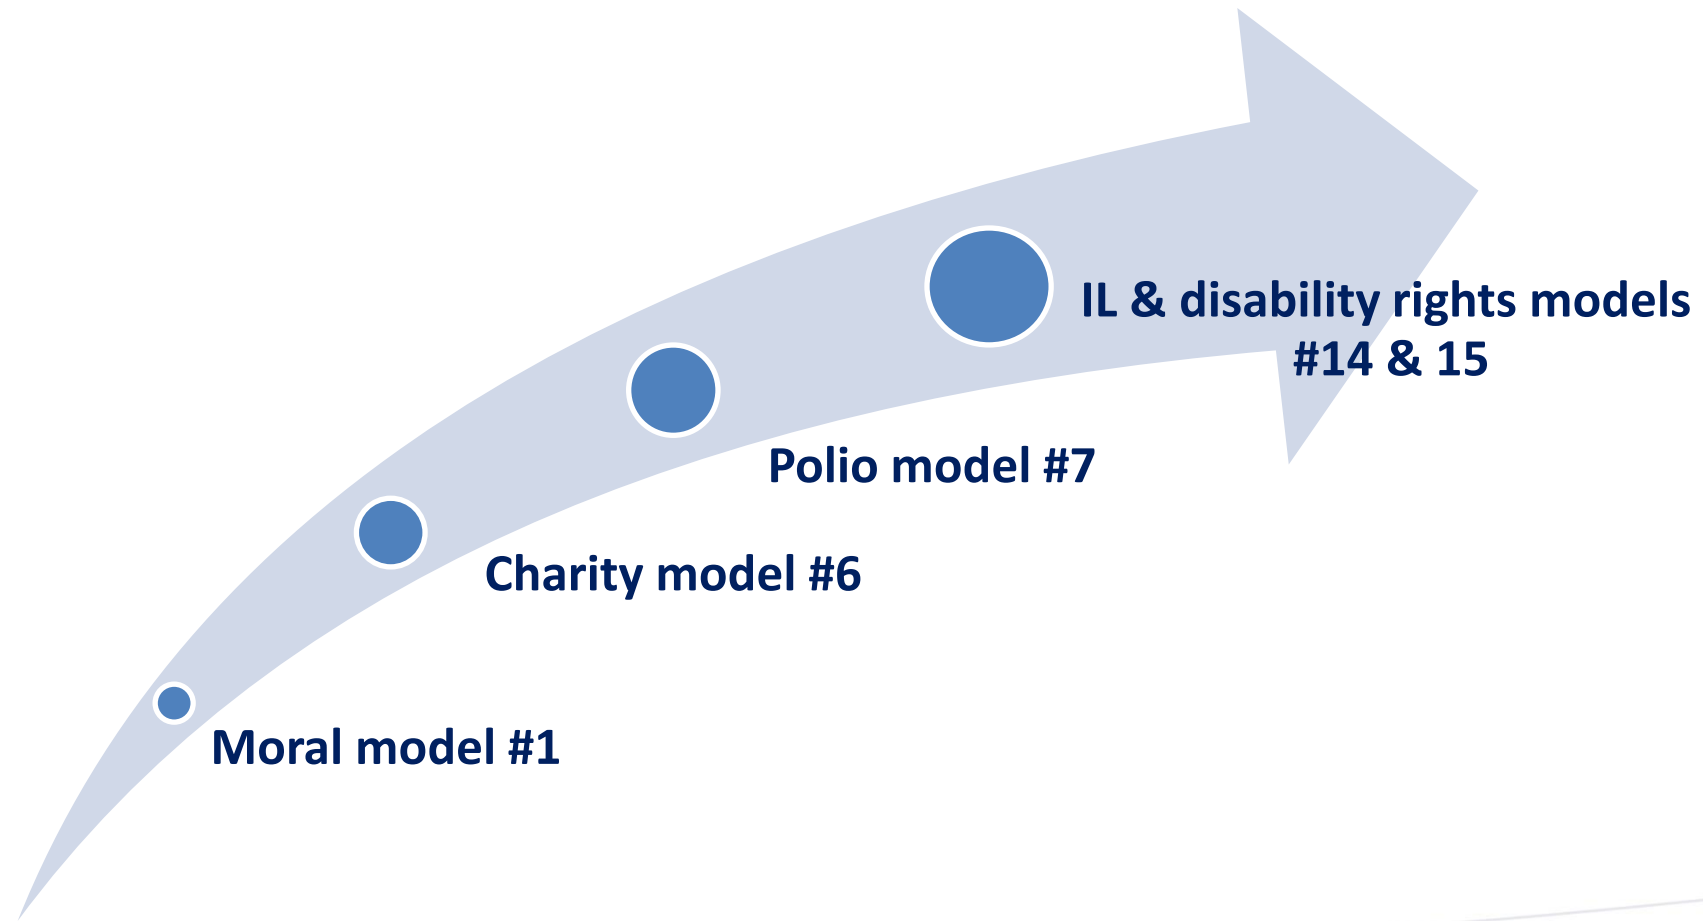 IL & disability rights models
#14 & 15
Polio model #7
Charity model #6
Moral model #1